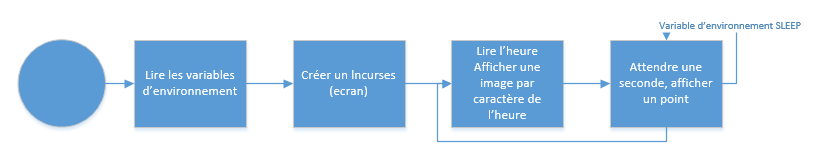 Variable d'environnement SLEEP
Lire les variables
d'environnement
Créer un lncurses
(ecran)
Lire l'heure
Afficher une
image par
caractère de
l'heure
Attendre une
seconde, afficher
un point